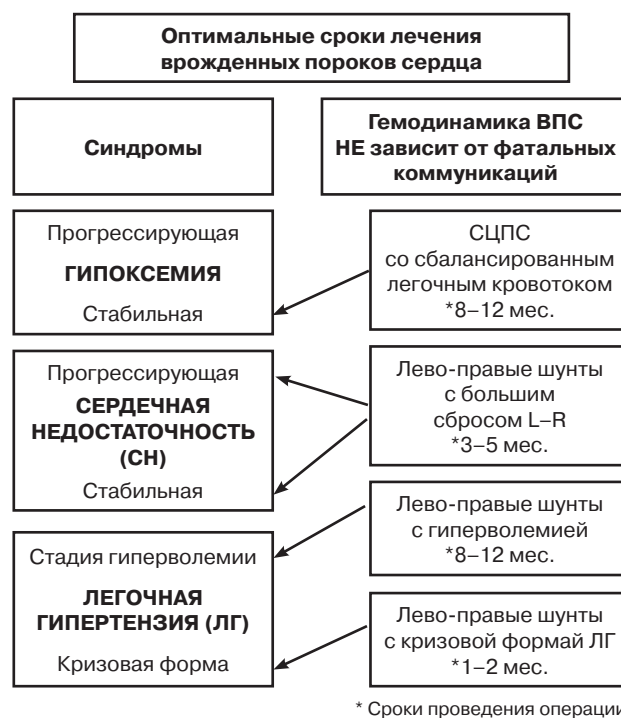 Оптимальные сроки лечения
врожденных пороков сердца
Синдромы
Гемодинамика ВПС
НЕ зависит от фатальных
коммуникаций
Прогрессирующая
ГИПОКСЕМИЯ
Стабильная
СЦПС
со сбалансированным
легочным кровотоком
*8–12 мес.
Прогрессирующая
СЕРДЕЧНАЯ
НЕДОСТАТОЧНОСТЬ
(СН)
Стабильная
Лево-правые шунты
с большим
сбросом L–R
*3–5 мес.
Стадия гиперволемии
ЛЕГОЧНАЯ
ГИПЕРТЕНЗИЯ (ЛГ)
Кризовая форма
Лево-правые шунты
с гиперволемией
*8–12 мес.
Лево-правые шунты
с кризовой формай ЛГ
*1–2 мес.
* Сроки проведения операции